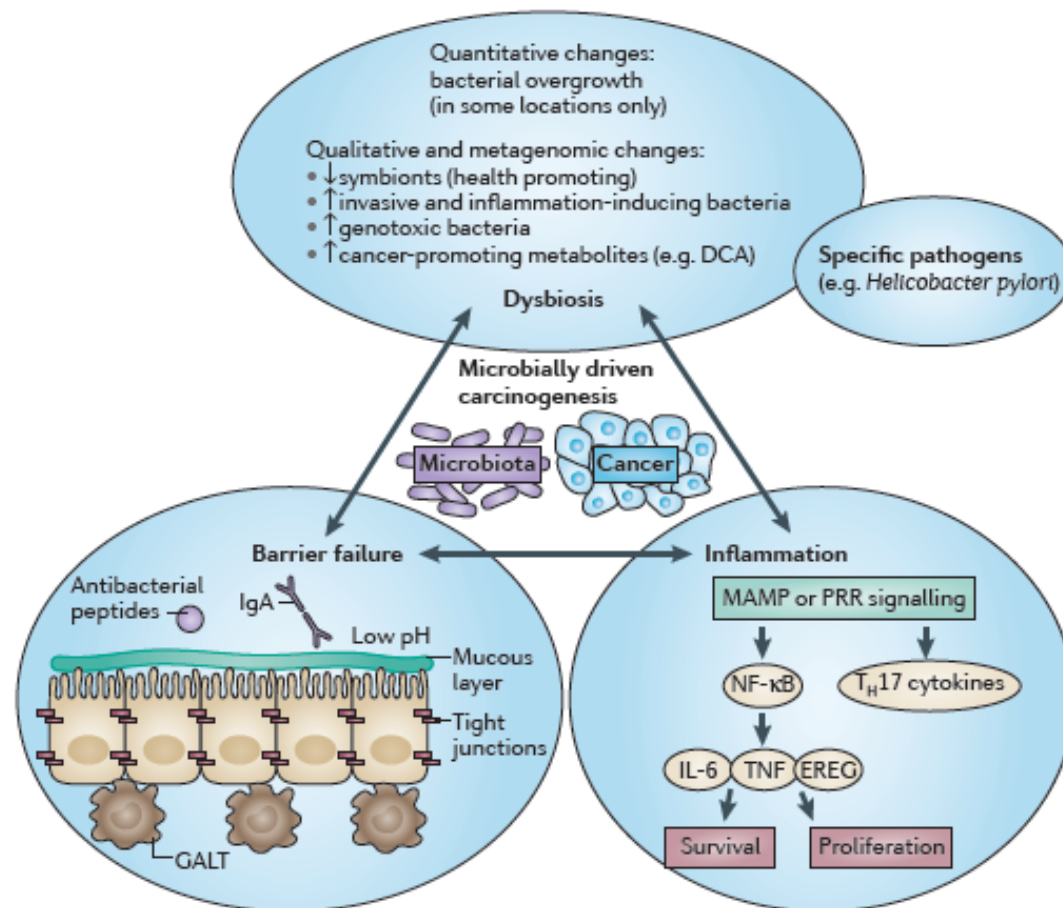 Quantitative changes:
bacterial overgrowth
(in some locations only)
Qualitative and metagenomic changes:
• ↓symbionts (health promoting)
• ↑invasive and inflammation-inducing bacteria
• ↑genotoxic bacteria
• ↑cancer-promoting metabolites (e.g. DCA)
Dysbiosis
Specific pathogens
(e.g. Helicobacter pylori)
Microbially driven
carcinogenesis
Microbiota
Cancer
Barrier failure
Antibacterial
peptides
IgA
Low pH
Mucous
layer
Tight
junctions
GALT
Inflammation
MAMP or PRR signalling
NF-κB
TH17 cytokines
IL-6
TNF
EREG
Survival
Proliferation